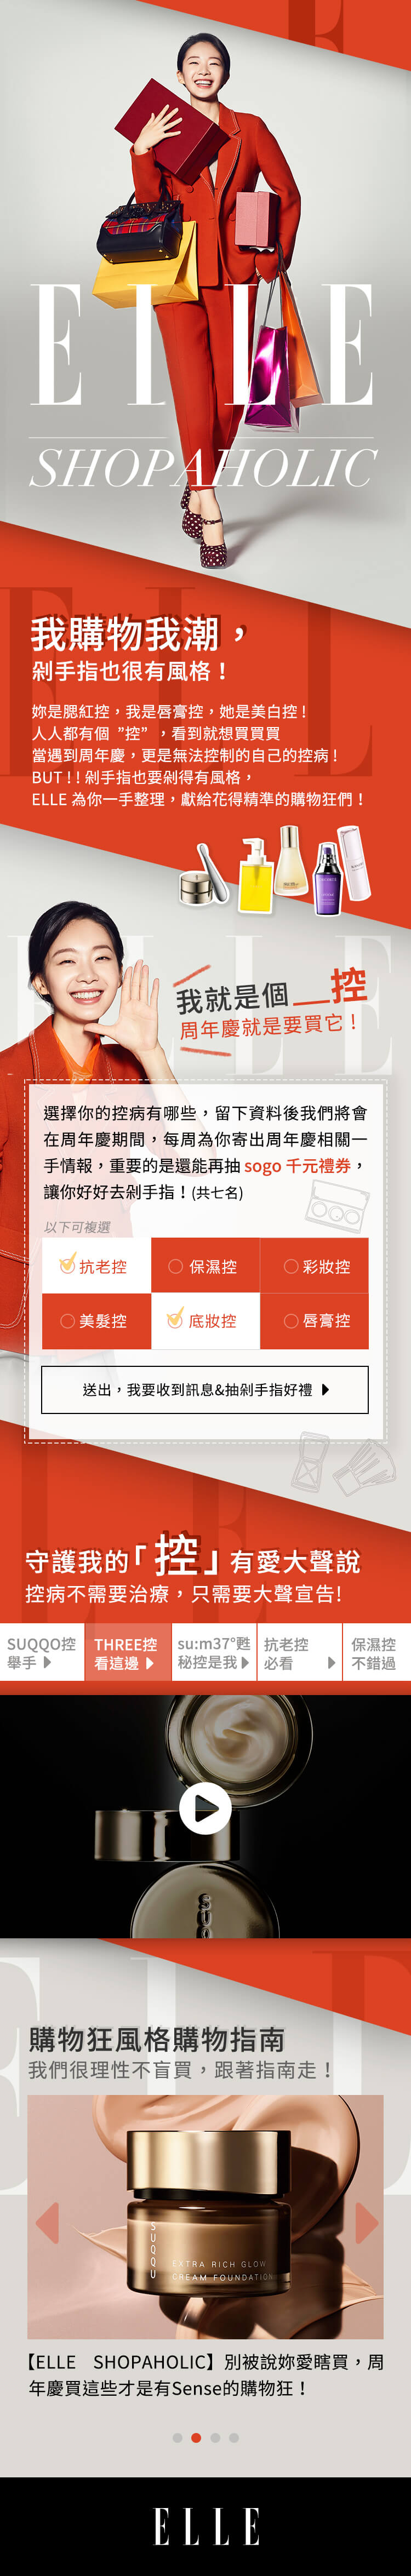 ELLE
SHOPAHOLIC
我購物我潮，
剁手指也很有風格！
妳是腮紅控，我是唇膏控，她是美白控！
人人都有個 ”控” ，看到就想買買買
當遇到周年慶，更是無法控制的自己的控病！
BUT！！剁手指也要剁得有風格，
ELLE 為你一手整理，獻給花得精準的購物狂們！
我就是個__控
周年慶就是要買它！
選擇你的控病有哪些，留下資料後我們將會
在周年慶期間，每周為你寄出周年慶相關一
手情報，重要的是還能再抽 sogo 千元禮券，
讓你好好去剁手指！(共七名)
以下可複選
抗老控 保濕控 彩妝控
美髮控 底妝控 唇膏控
送出，我要收到訊息&抽剁手指好禮
守護我的「控」有愛大聲說
控病不需要治療，只需要大聲宣告!
SUQQO控
舉手
THREE控
看這邊
su:m37°甦
秘控是我
抗老控
必看
保濕控
不錯過
購物狂風格購物指南
我們很理性不盲買，跟著指南走！
SUQQU
EXTRA RICH GLOW
CREAM FOUNDATION
【ELLE SHOPAHOLIC】別被說妳愛瞎買，周
年慶買這些才是有Sense的購物狂！
ELLE